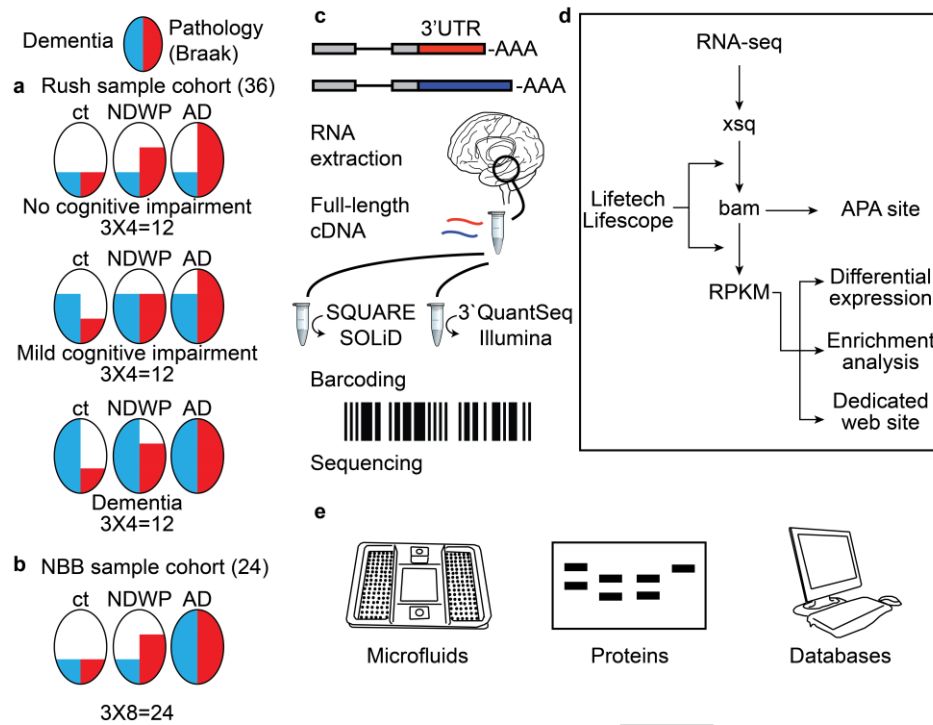 Dementia
Pathology
(Braak)
a Rush sample cohort (36)
ct NDWP AD
No cognitive impairment
3X4=12
ct NDWP AD
Mild cognitive impairment
3X4=12
ct NDWP AD
Dementia
3X4=12
b NBB sample cohort (24)
ct NDWP AD
3X8=24
c
3'UTR
-AAA
-AAA
RNA
extraction
Full-length
cDNA
SQUARE
SOLiD
3`QuantSeq
Illumina
Barcoding
Sequencing
d
RNA-seq
xsq
Lifetech
Lifescope
bam
APA site
RPKM
Differential
expression
Enrichment
analysis
Dedicated
web site
e
Microfluids
Proteins
Databases